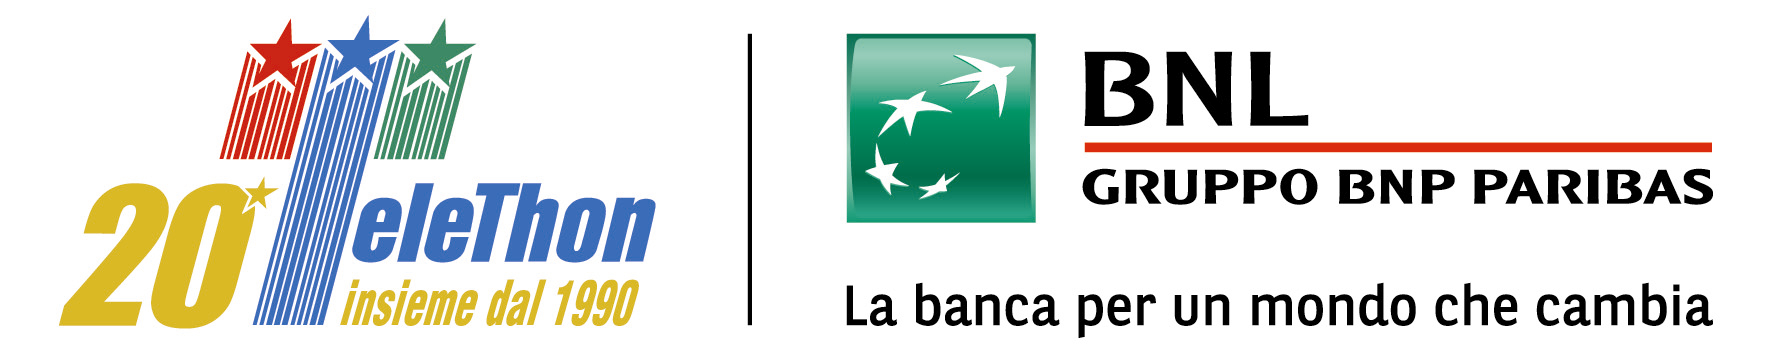 20 TeleThon
insieme dal 1990
BNL
GRUPPO BNP PARIBAS
La banca per un mondo che cambia